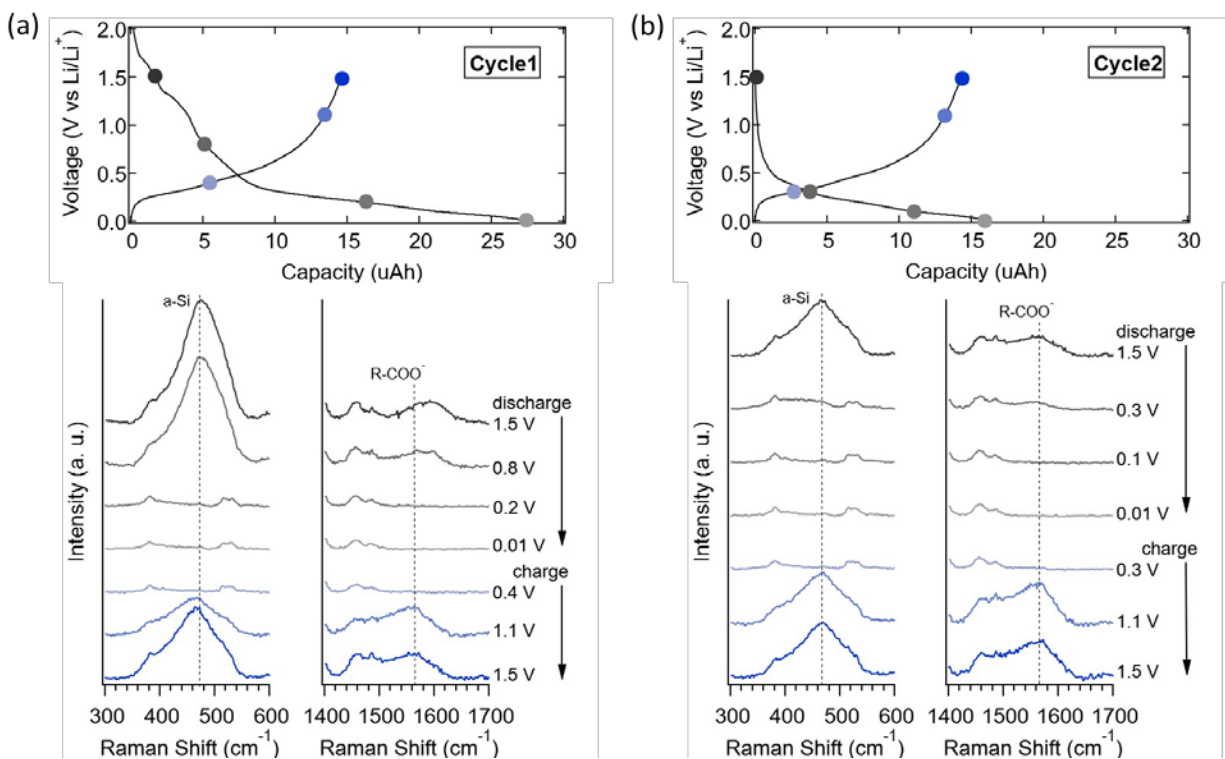 (a)
Voltage (V vs Li/Li⁺)
2.0
1.5
1.0
0.5
0.0
Cycle1
0 5 10 15 20 25 30
Capacity (uAh)
Intensity (a. u.)
a-Si
R-COO⁻
discharge
1.5 V
0.8 V
0.2 V
0.01 V
charge
0.4 V
1.1 V
1.5 V
300 400 500 600
1400 1500 1600 1700
Raman Shift (cm⁻¹) Raman Shift (cm⁻¹)
(b)
Voltage (V vs Li/Li⁺)
2.0
1.5
1.0
0.5
0.0
Cycle2
0 5 10 15 20 25 30
Capacity (uAh)
Intensity (a. u.)
a-Si
R-COO⁻
discharge
1.5 V
0.3 V
0.1 V
0.01 V
charge
0.3 V
1.1 V
1.5 V
300 400 500 600
1400 1500 1600 1700
Raman Shift (cm⁻¹) Raman Shift (cm⁻¹)